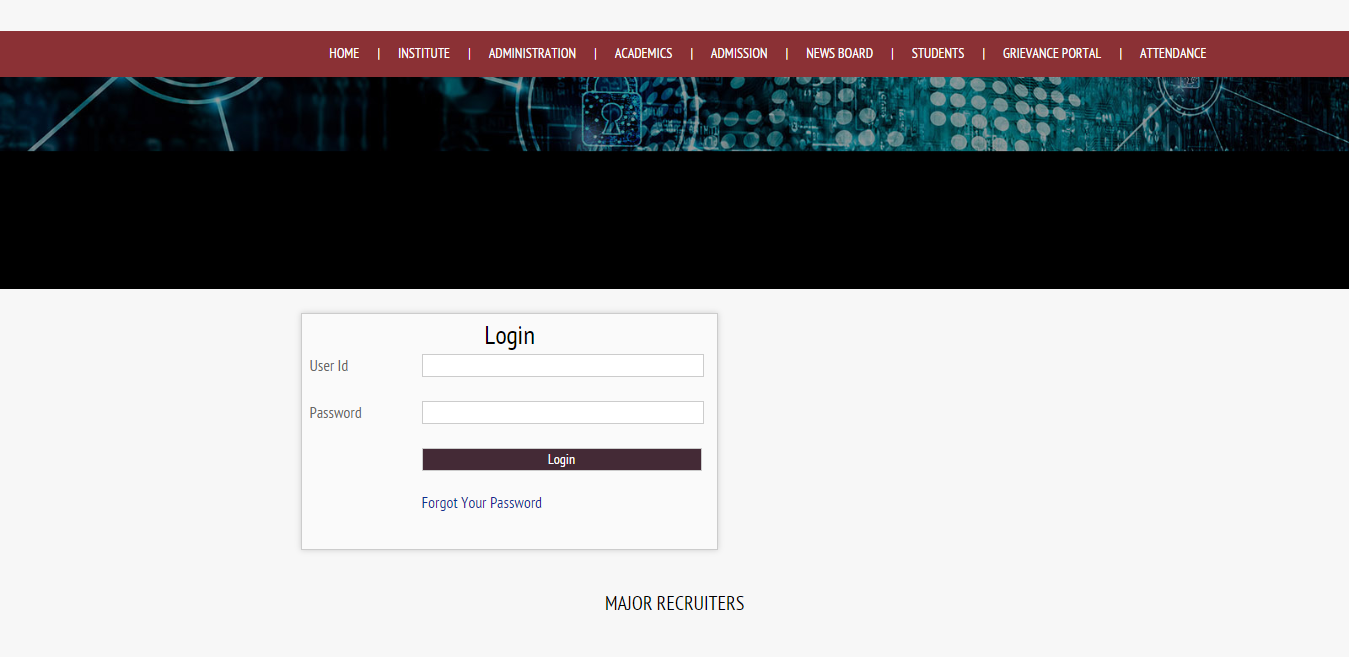 HOME | INSTITUTE | ADMINISTRATION | ACADEMICS | ADMISSION | NEWS BOARD | STUDENTS | GRIEVANCE PORTAL | ATTENDANCE
Login
User Id
Password
Login
Forgot Your Password
MAJOR RECRUITERS